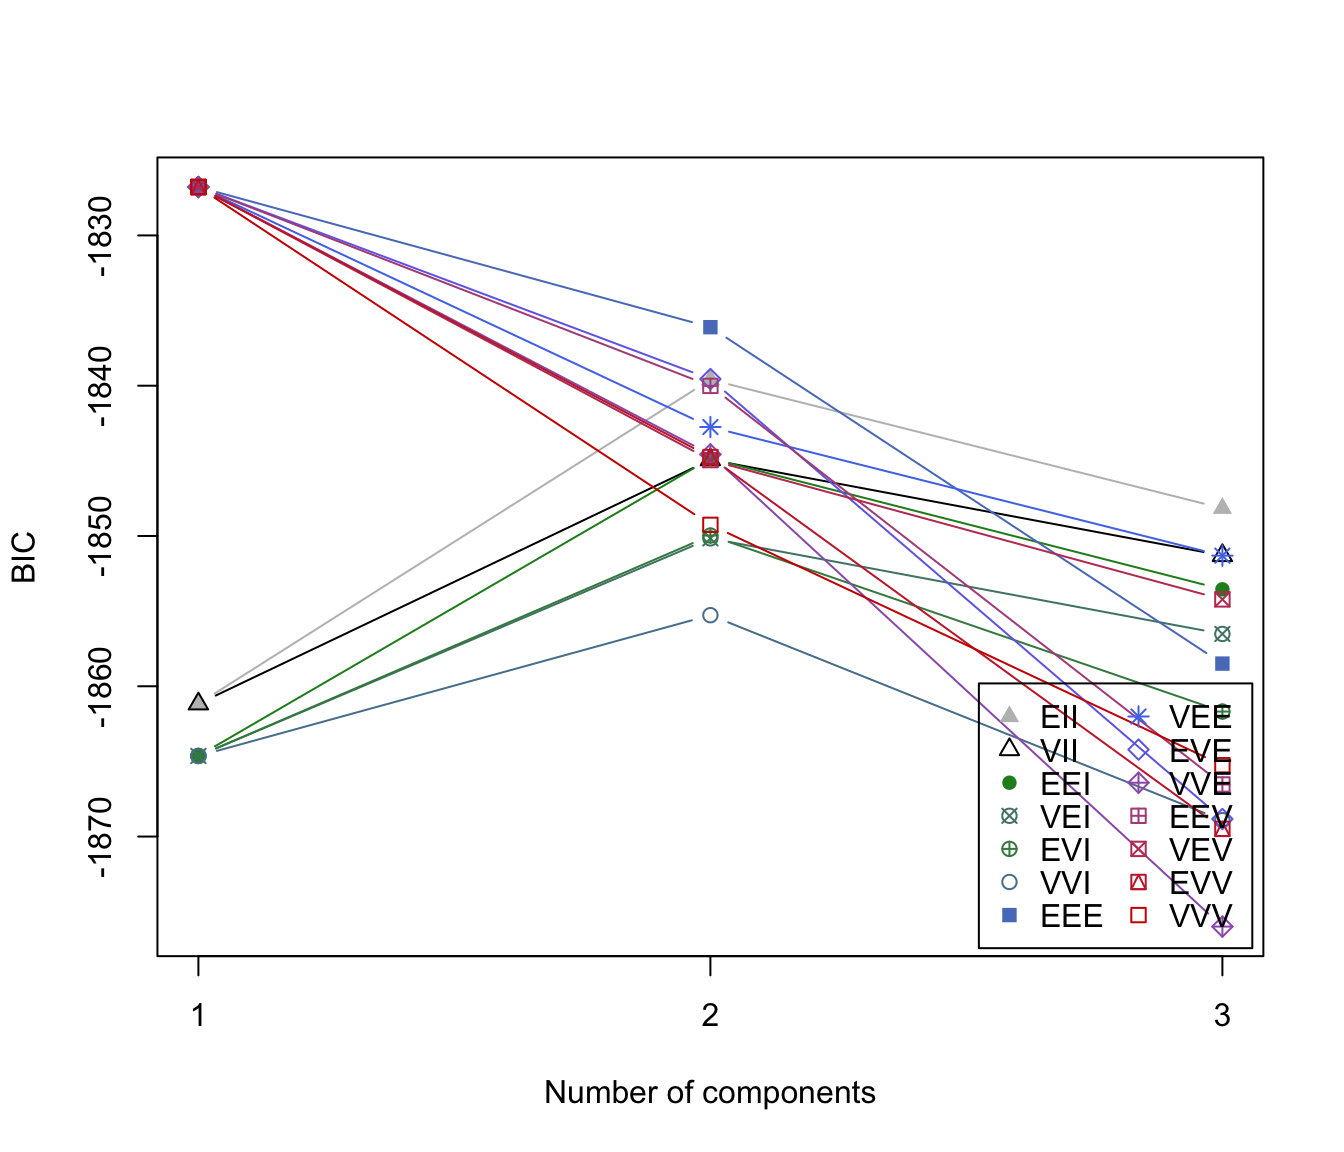 BIC
-1830
-1840
-1850
-1860
-1870
1 2 3
Number of components
EII VEE
VII EVE
EEI VVE
VEI EEV
EVI VEV
VVI EVV
EEE VVV